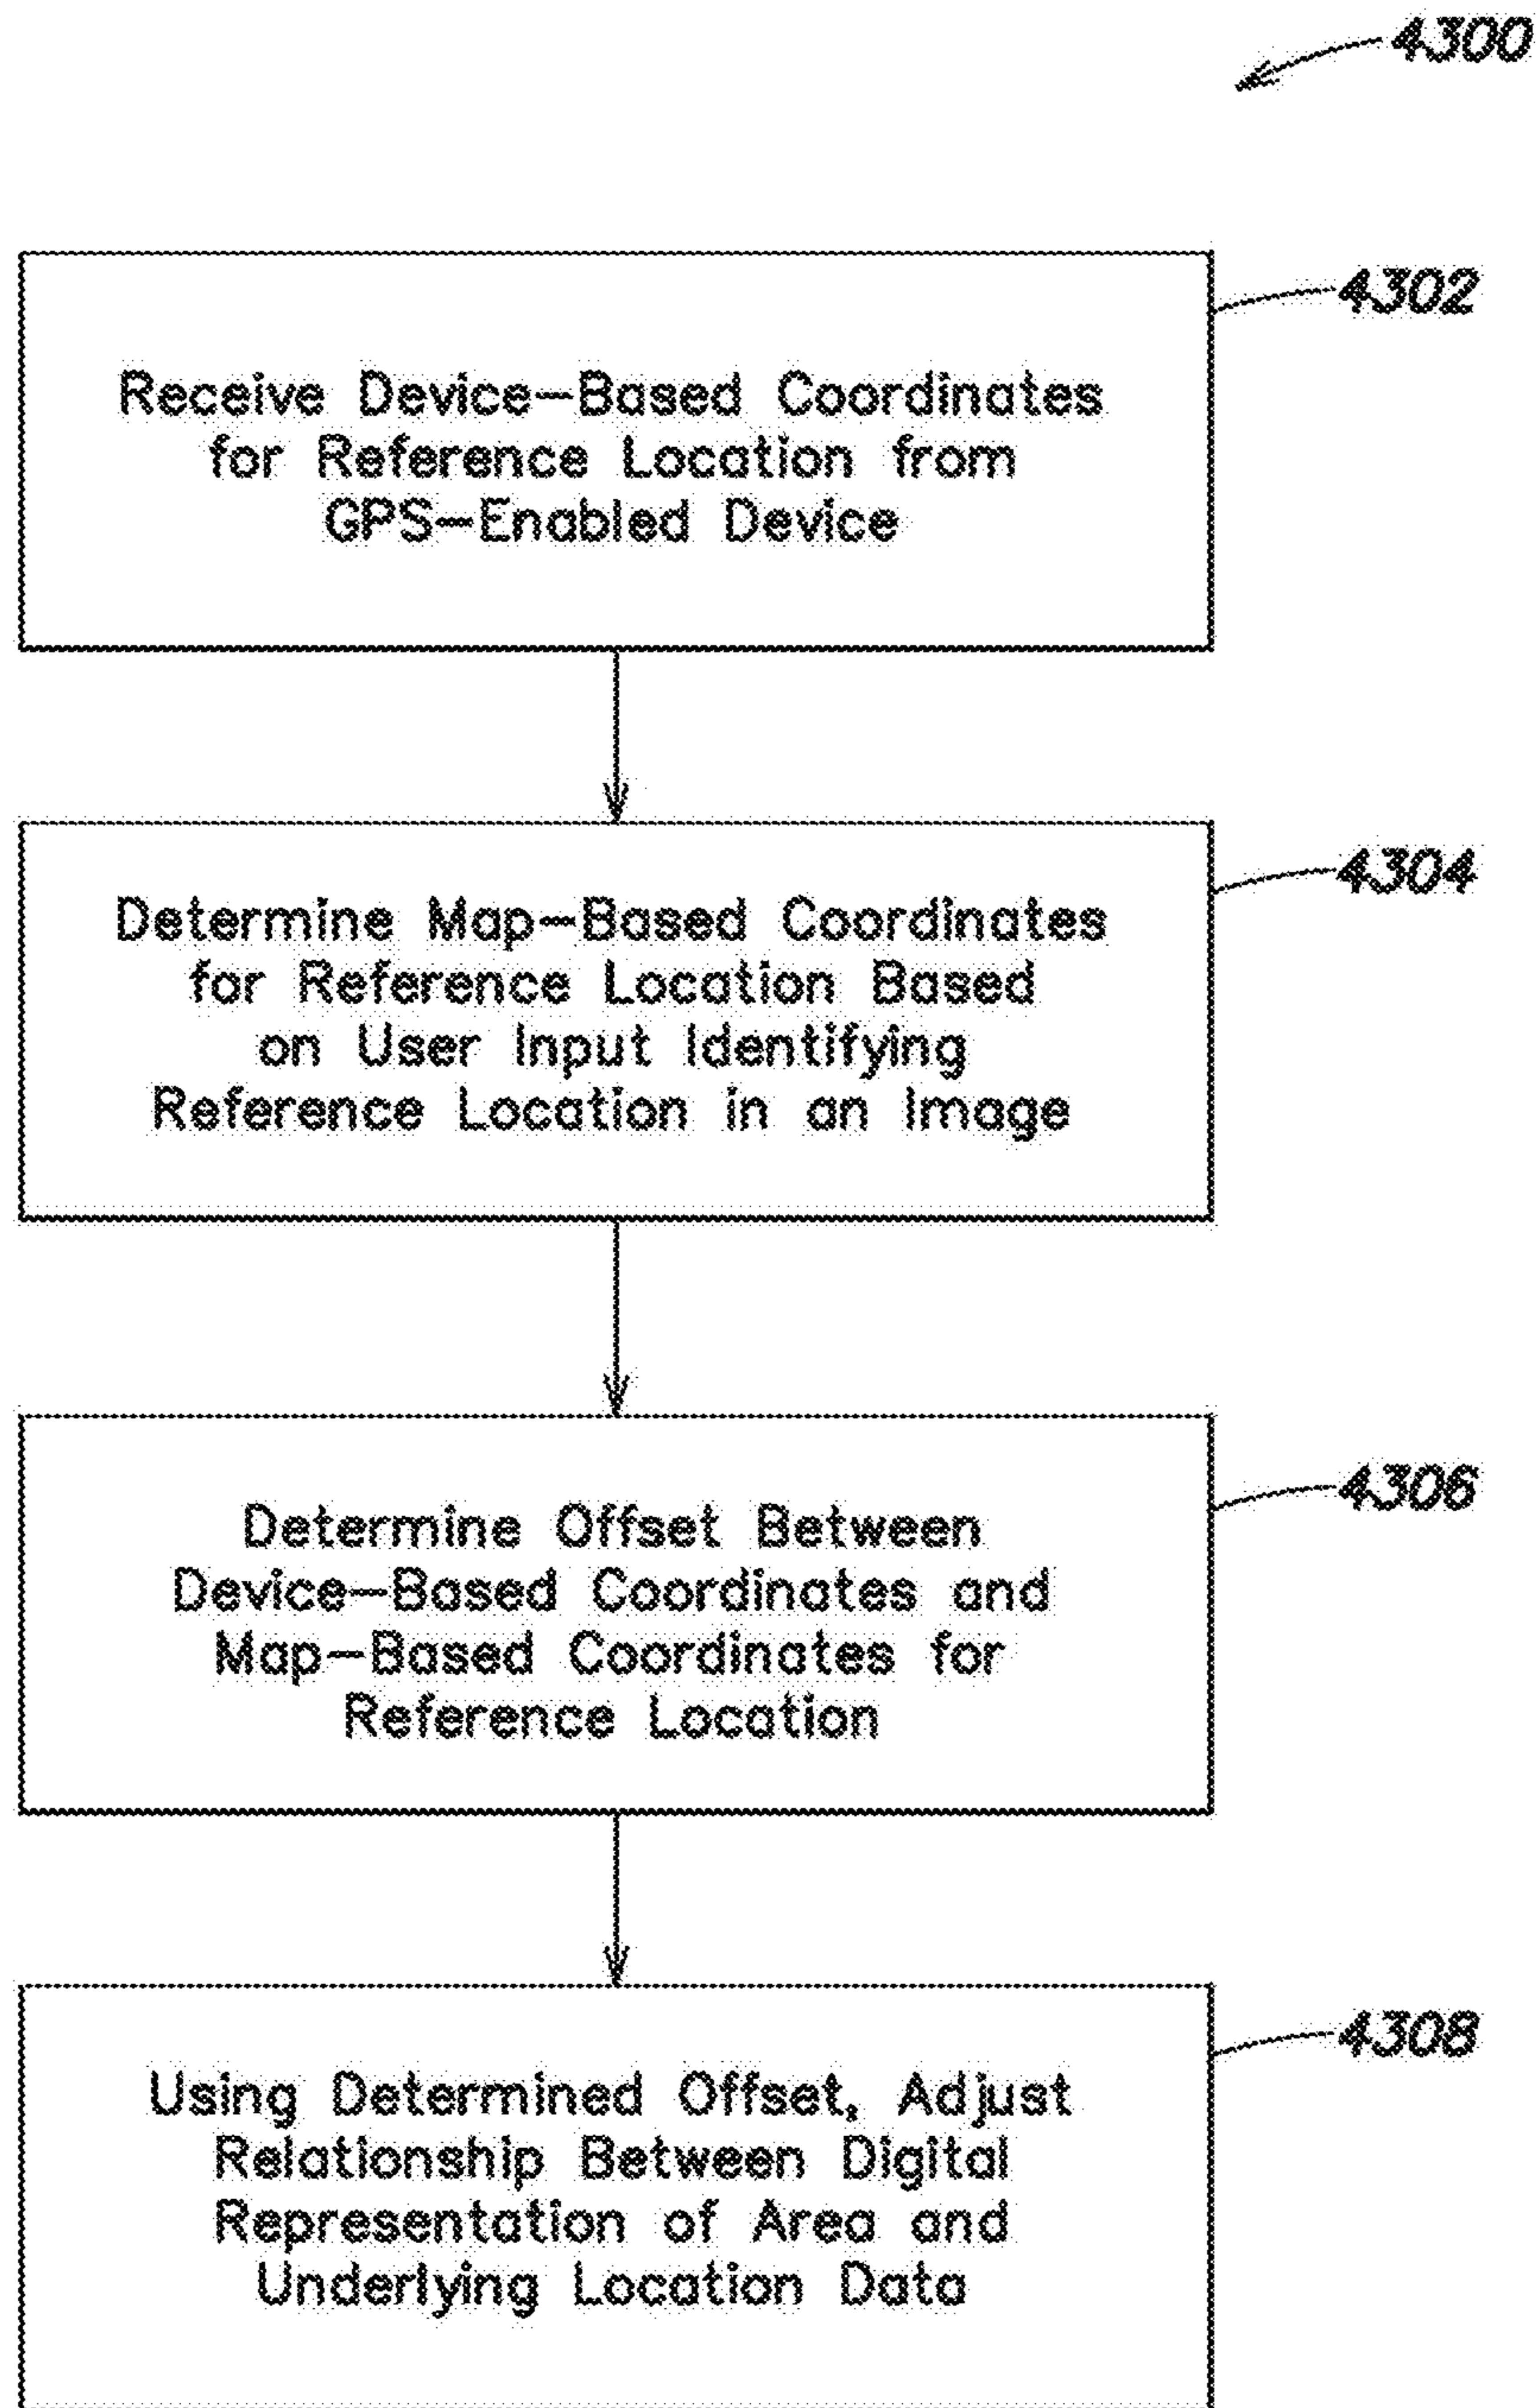 4300
4302
Receive Device-Based Coordinates
for Reference Location from
GPS-Enabled Device
4304
Determine Map-Based Coordinates
for Reference Location Based
on User Input Identifying
Reference Location in an Image
4306
Determine Offset Between
Device-Based Coordinates and
Map-Based Coordinates for
Reference Location
4308
Using Determined Offset, Adjust
Relationship Between Digital
Representation of Area and
Underlying Location Data